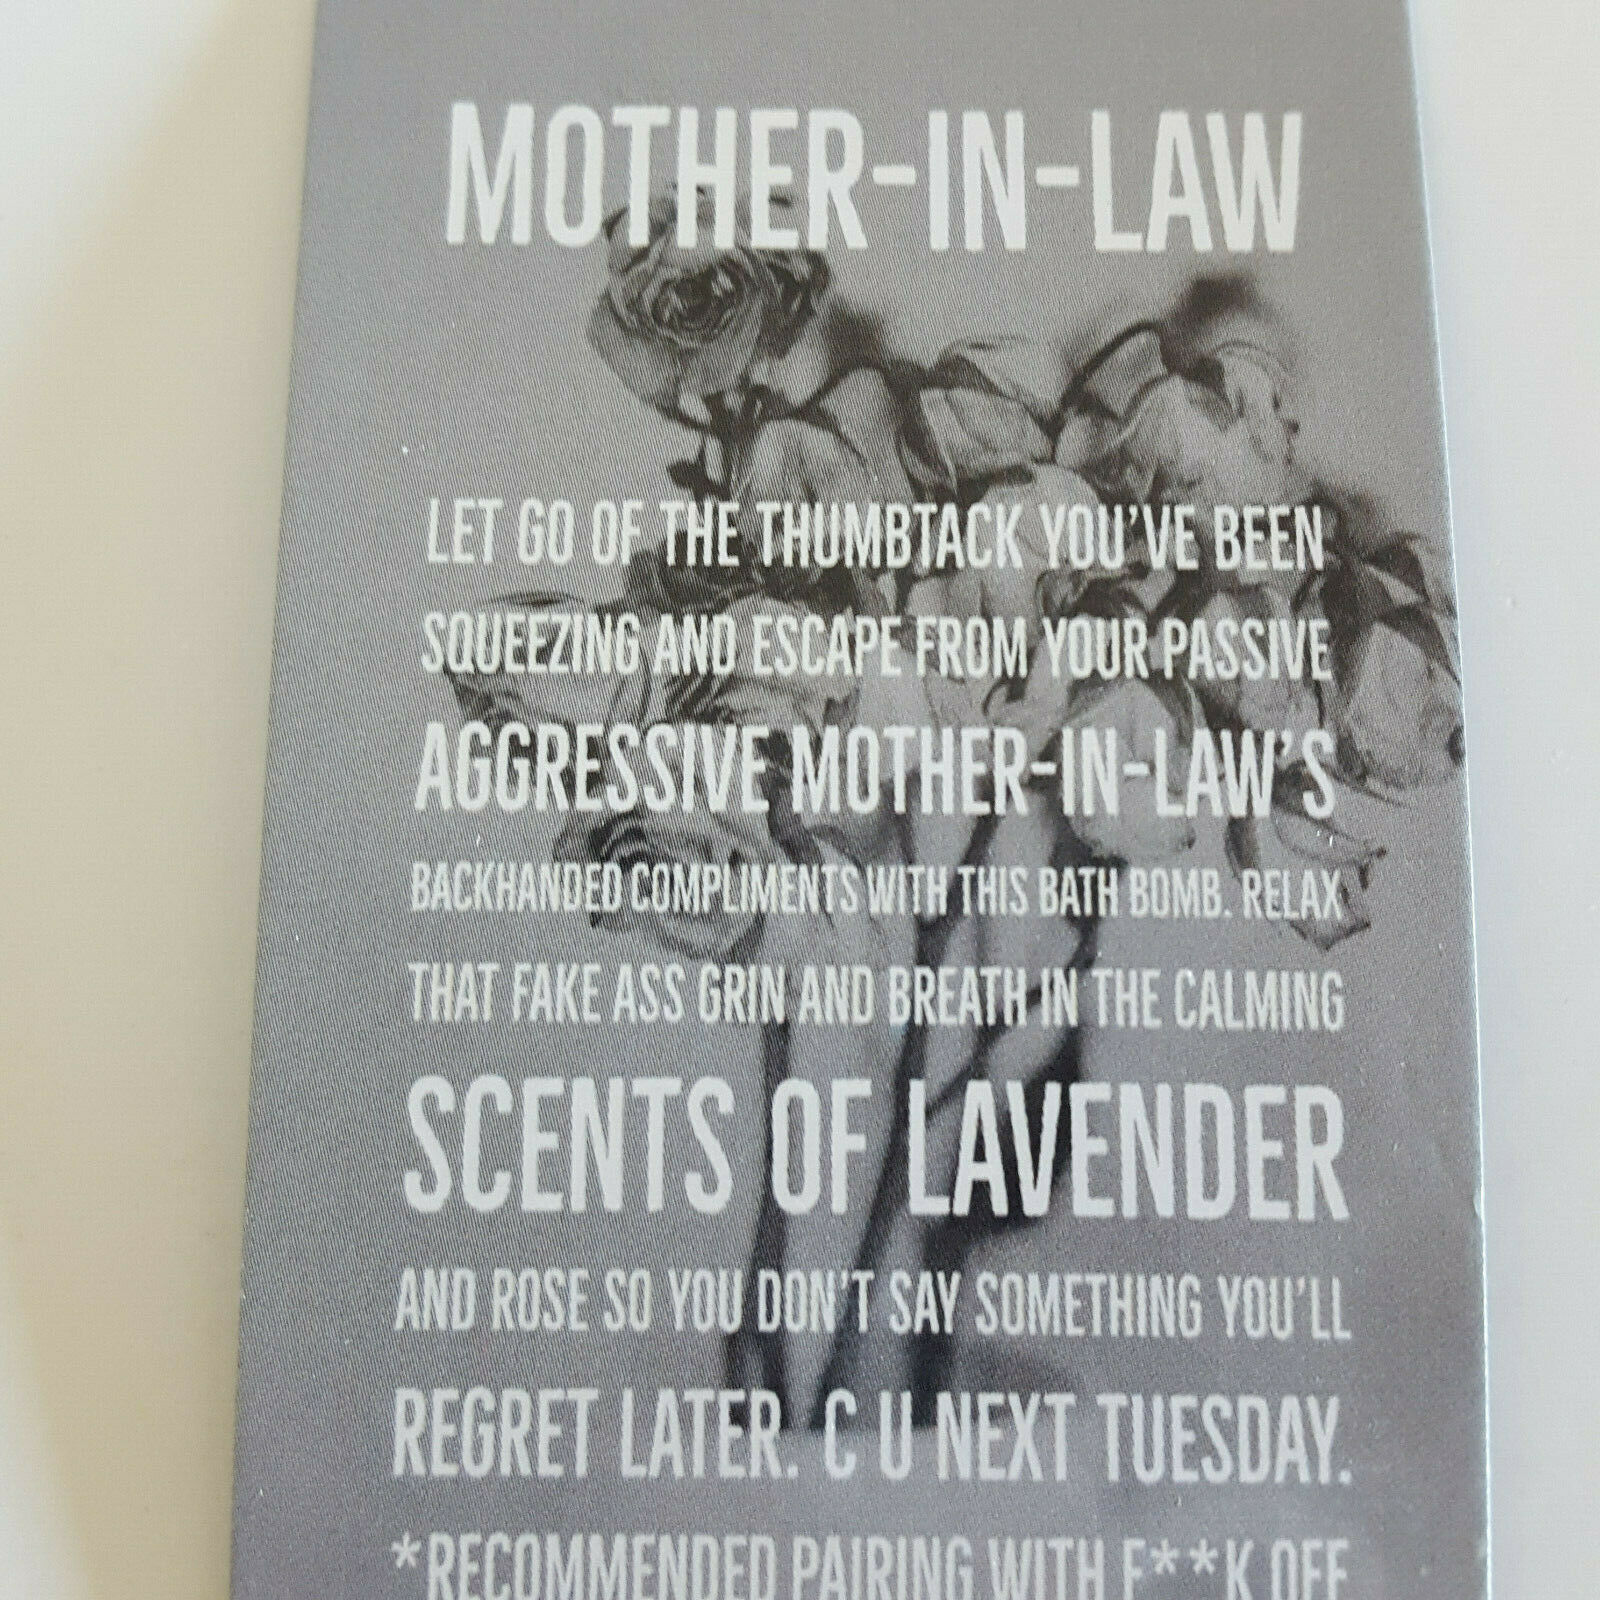 MOTHER-IN-LAW
LET GO OF THE THUMBTACK YOU'VE BEEN
SQUEEZING AND ESCAPE FROM YOUR PASSIVE
AGGRESSIVE MOTHER-IN-LAW'S
BACKHANDED COMPLIMENTS WITH THIS BATH BOMB. RELAX
THAT FAKE ASS GRIN AND BREATH IN THE CALMING
SCENTS OF LAVENDER
AND ROSE SO YOU DON'T SAY SOMETHING YOU'LL
REGRET LATER. C U NEXT TUESDAY.
*RECOMMENDED PAIRING WITH F**K OFF